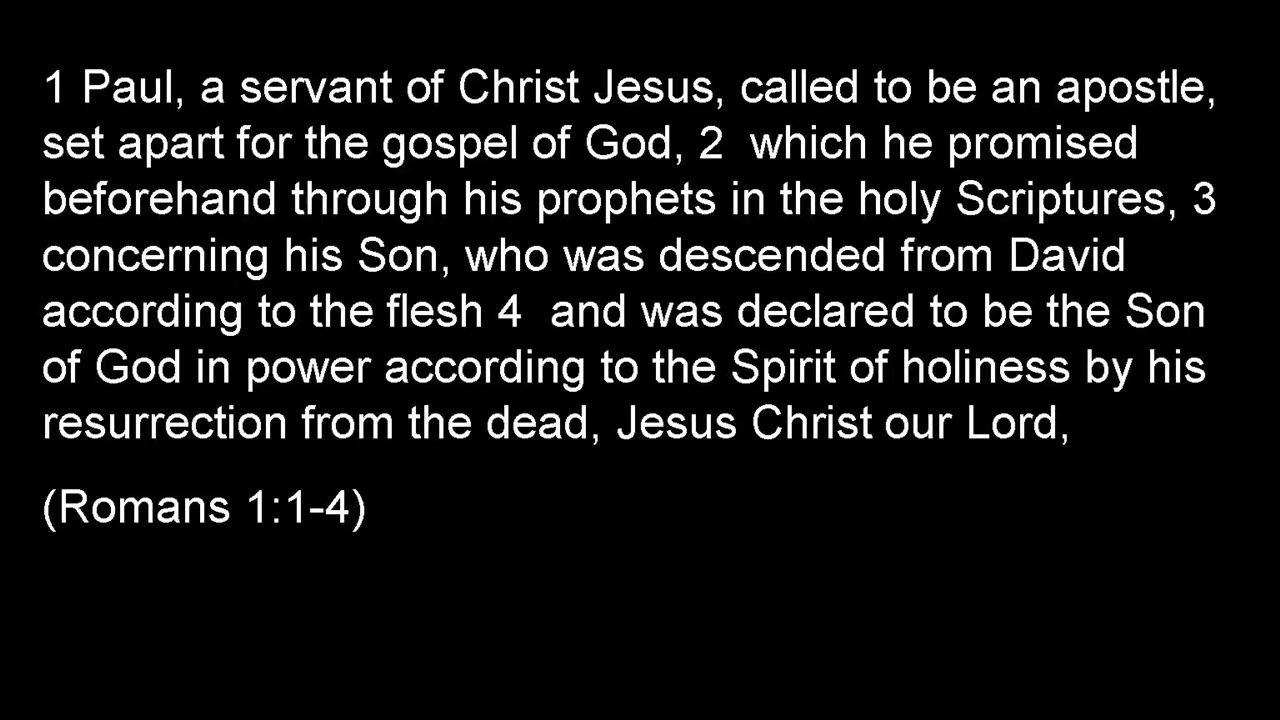 1 Paul, a servant of Christ Jesus, called to be an apostle,
set apart for the gospel of God, 2  which he promised
beforehand through his prophets in the holy Scriptures, 3
concerning his Son, who was descended from David
according to the flesh 4  and was declared to be the Son
of God in power according to the Spirit of holiness by his
resurrection from the dead, Jesus Christ our Lord,
(Romans 1:1-4)